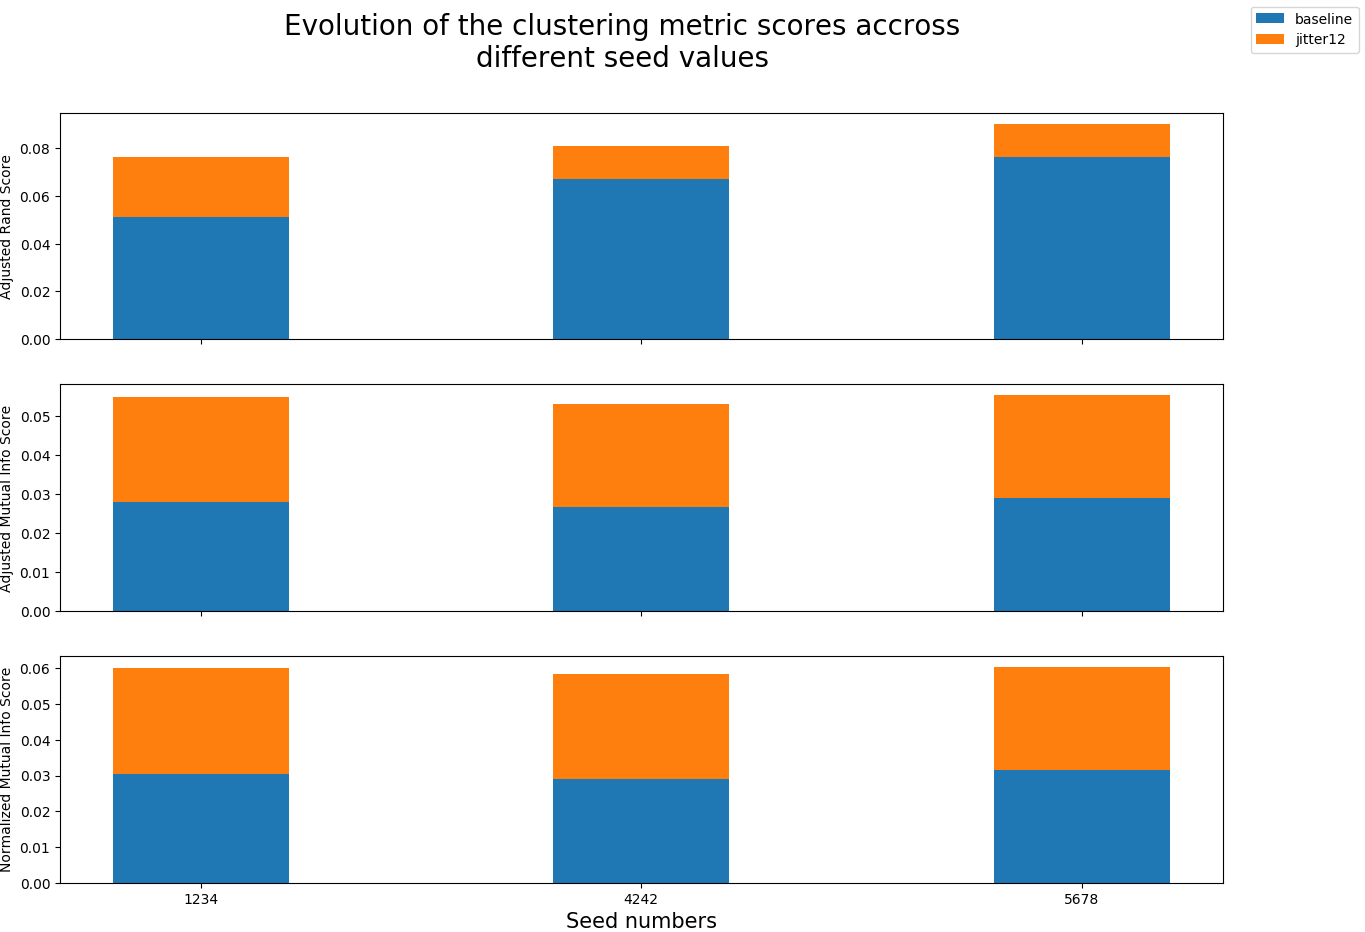 Evolution of the clustering metric scores accross
different seed values
baseline
jitter12
Adjusted Rand Score
0.08
0.06
0.04
0.02
0.00
Adjusted Mutual Info Score
0.05
0.04
0.03
0.02
0.01
0.00
Normalized Mutual Info Score
0.06
0.05
0.04
0.03
0.02
0.01
0.00
1234
4242
5678
Seed numbers